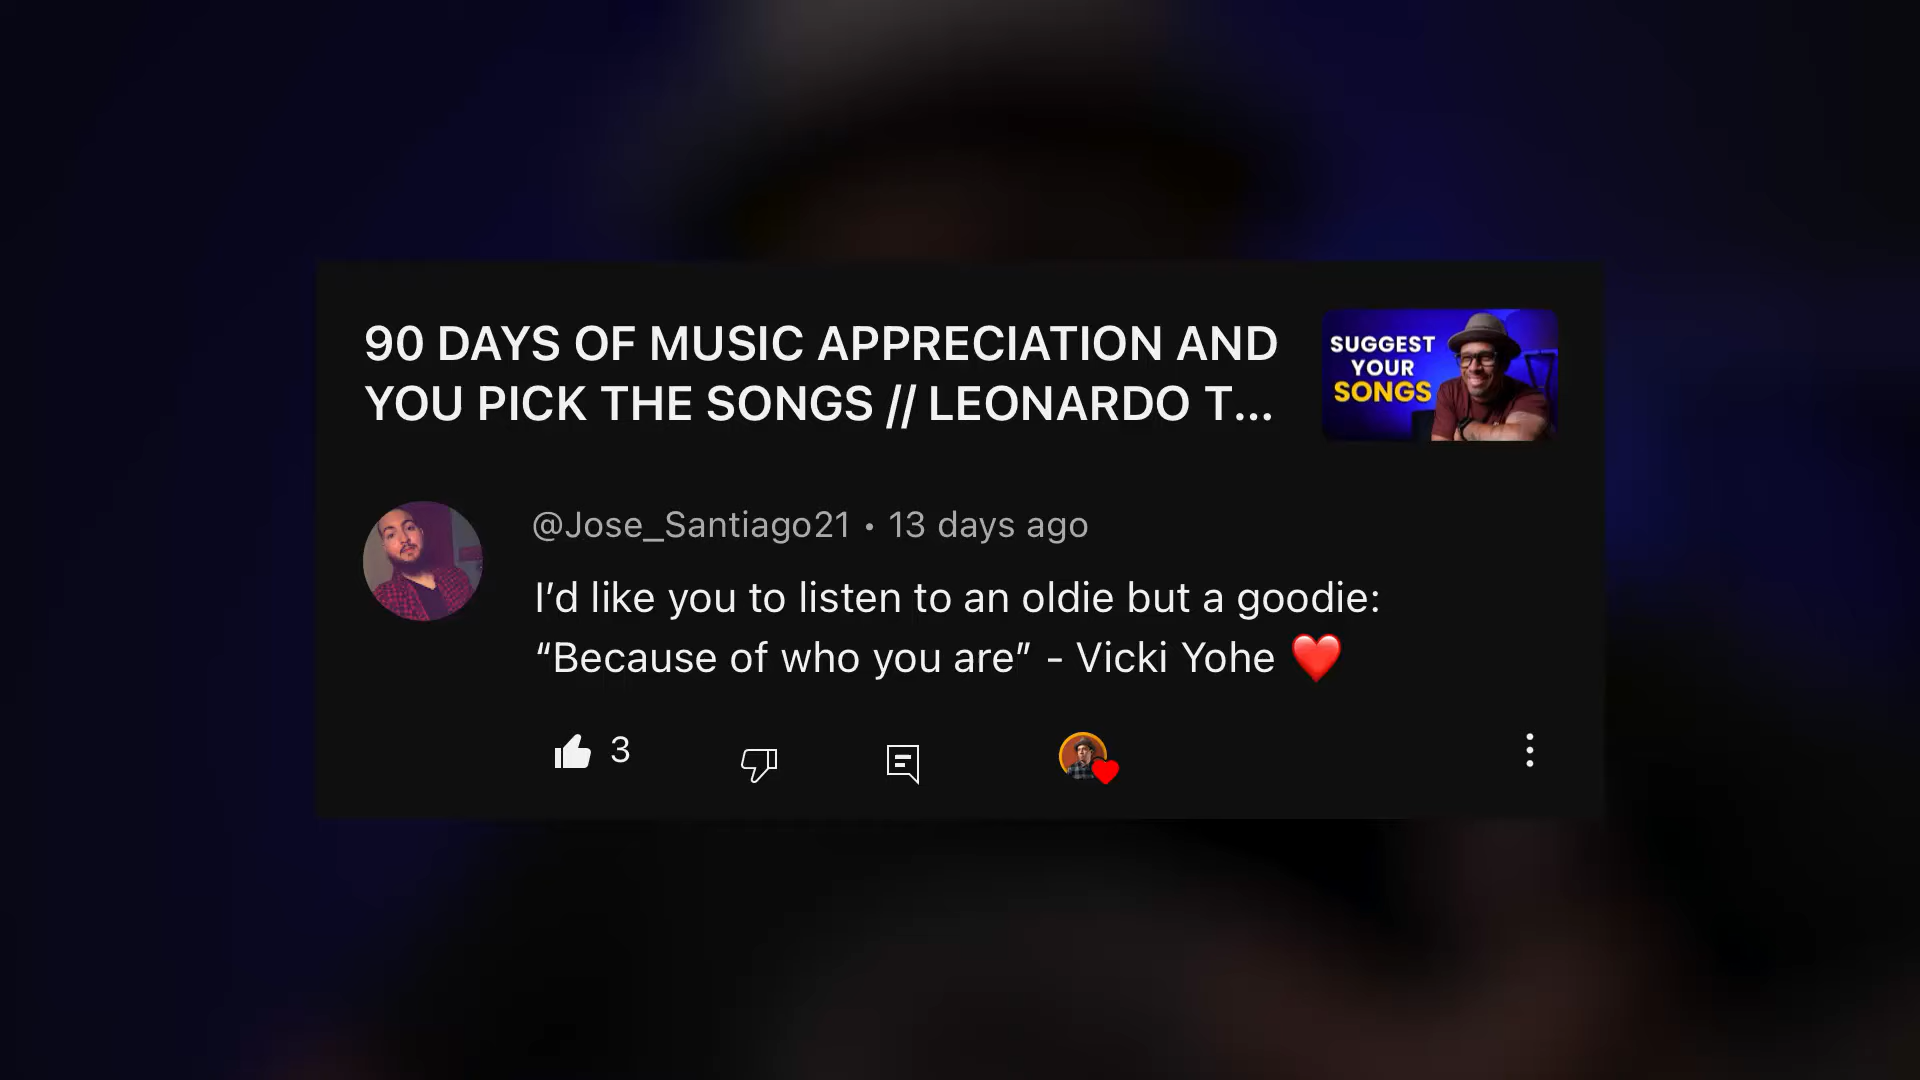 90 DAYS OF MUSIC APPRECIATION AND
YOU PICK THE SONGS // LEONARDO T...
SUGGEST
YOUR
SONGS
@Jose_Santiago21 • 13 days ago
I’d like you to listen to an oldie but a goodie:
“Because of who you are” - Vicki Yohe ❤️
3